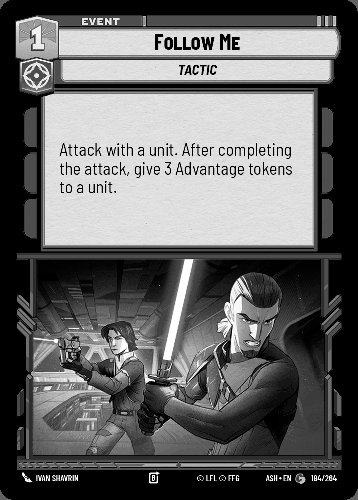 EVENT
1
FOLLOW ME
TACTIC
Attack with a unit. After completing
the attack, give 3 Advantage tokens
to a unit.
IVAN SHAVRIN
© LFL © FFG
ASH • EN
184/264